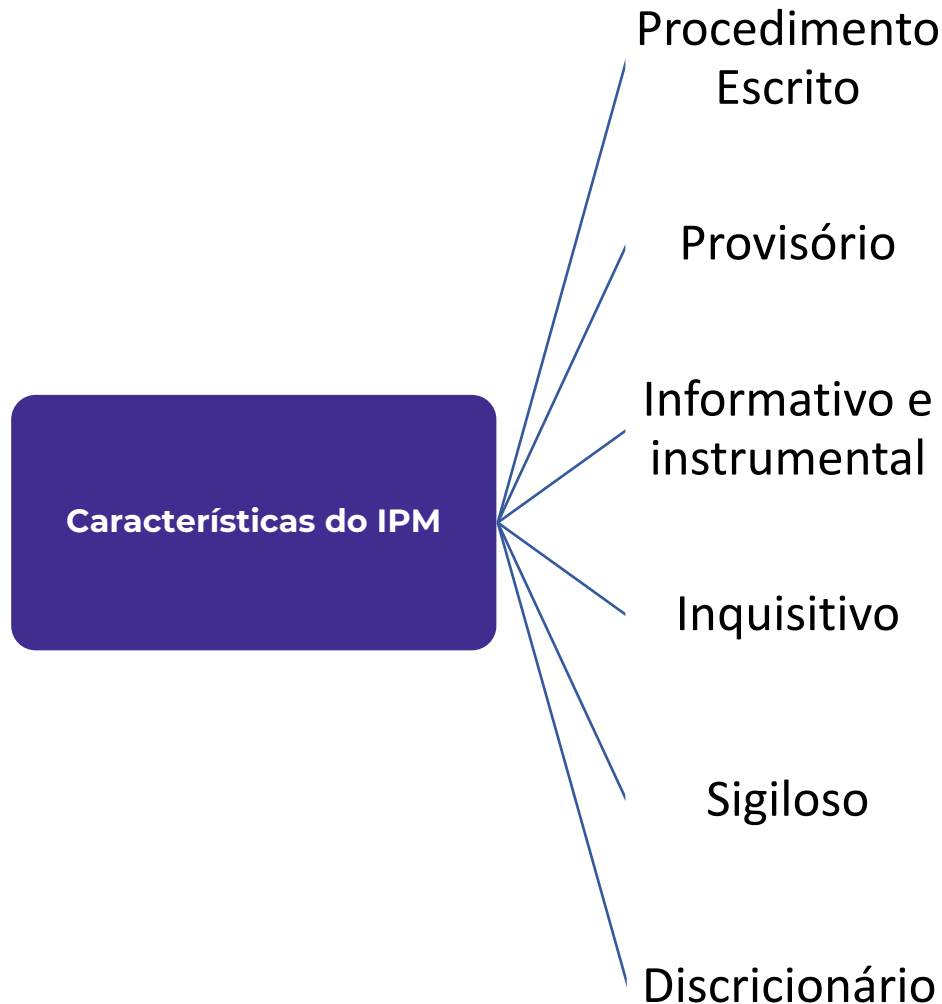 Procedimento
Escrito
Provisório
Informativo e
instrumental
Características do IPM
Inquisitivo
Sigiloso
Discricionário